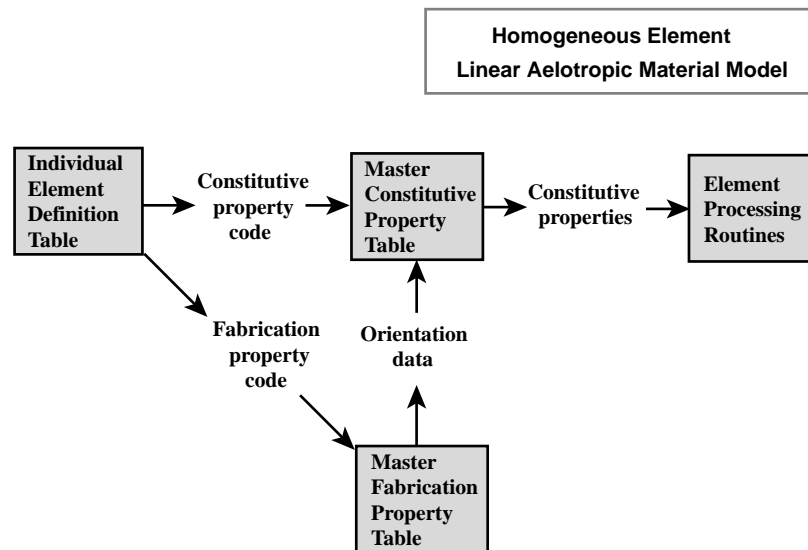 Homogeneous Element
Linear Aelotropic Material Model
Individual
Element
Definition
Table
Constitutive
property
code
Master
Constitutive
Property
Table
Constitutive
properties
Element
Processing
Routines
Fabrication
property
code
Orientation
data
Master
Fabrication
Property
Table